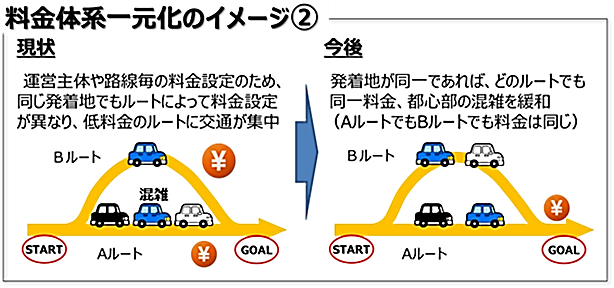 料金体系一元化のイメージ②
現状
運営主体や路線毎の料金設定のため、
同じ発着地でもルートによって料金設定
が異なり、低料金のルートに交通が集中
Bルート
¥
混雑
START
Aルート
¥
GOAL
今後
発着地が同一であれば、どのルートでも
同一料金、都心部の混雑を緩和
（AルートでもBルートでも料金は同じ）
Bルート
¥
START
Aルート
GOAL